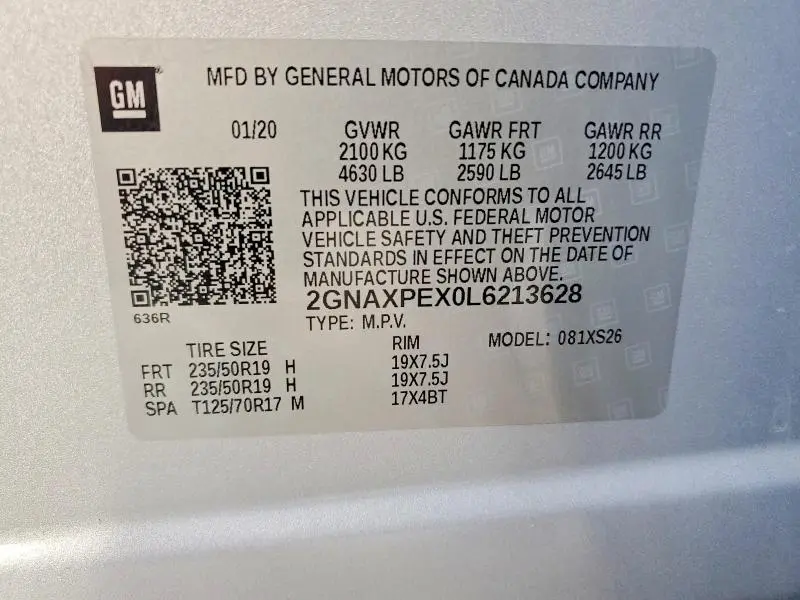 GM
MFD BY GENERAL MOTORS OF CANADA COMPANY
01/20 GVWR GAWR FRT GAWR RR
2100 KG 1175 KG 1200 KG
4630 LB 2590 LB 2645 LB
THIS VEHICLE CONFORMS TO ALL
APPLICABLE U.S. FEDERAL MOTOR
VEHICLE SAFETY AND THEFT PREVENTION
STANDARDS IN EFFECT ON THE DATE OF
MANUFACTURE SHOWN ABOVE.
2GNAXPEX0L6213628
636R
TYPE: M.P.V.
MODEL: 081XS26
TIRE SIZE RIM
FRT 235/50R19 H 19X7.5J
RR 235/50R19 H 19X7.5J
SPA T125/70R17 M 17X4BT